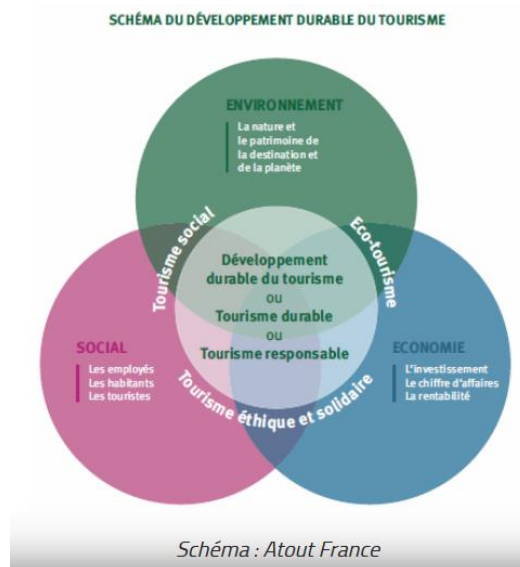 SCHÉMA DU DÉVELOPPEMENT DURABLE DU TOURISME
ENVIRONNEMENT
La nature et
le patrimoine de
la destination et
de la planète
Tourisme social
Eco-tourisme
Développement
durable du tourisme
ou
Tourisme durable
ou
Tourisme responsable
SOCIAL
Les employés
Les habitants
Les touristes
ECONOMIE
L'investissement
Le chiffre d'affaires
La rentabilité
Tourisme éthique et solidaire
Schéma : Atout France